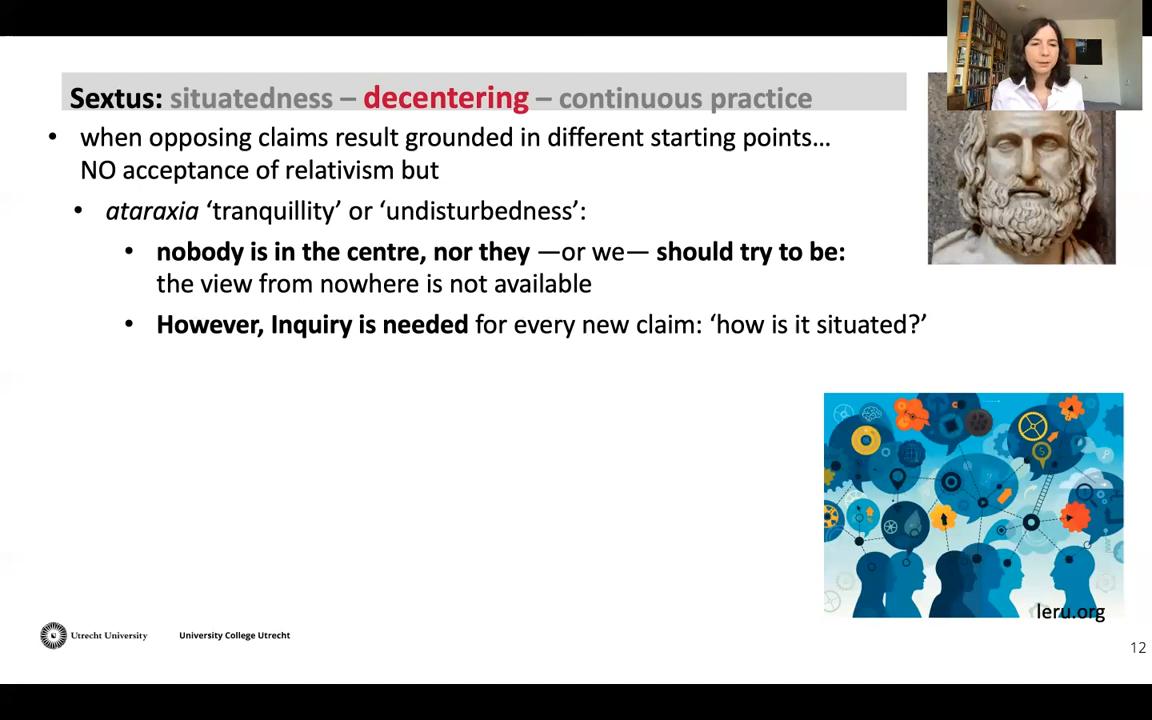 Sextus: situatedness – decentering – continuous practice
• when opposing claims result grounded in different starting points…
NO acceptance of relativism but
• ataraxia ‘tranquillity’ or ‘undisturbedness’:
• nobody is in the centre, nor they —or we— should try to be:
the view from nowhere is not available
• However, Inquiry is needed for every new claim: ‘how is it situated?’
leru.org
Utrecht University
University College Utrecht
12